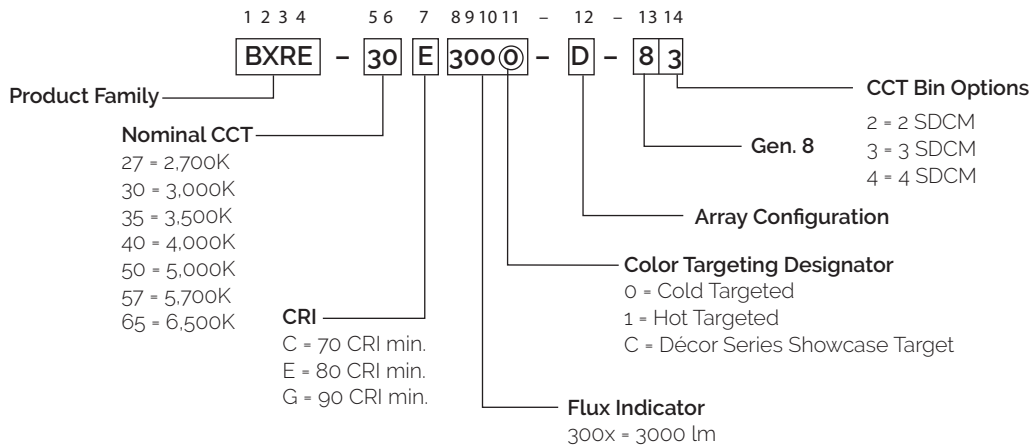 1 2 3 4 5 6 7 8 9 10 11 – 12 – 13 14
BXRE – 30 E 300 0 – D – 8 3
Product Family
Nominal CCT
27 = 2,700K
30 = 3,000K
35 = 3,500K
40 = 4,000K
50 = 5,000K
57 = 5,700K
65 = 6,500K
CRI
C = 70 CRI min.
E = 80 CRI min.
G = 90 CRI min.
Flux Indicator
300x = 3000 lm
Color Targeting Designator
0 = Cold Targeted
1 = Hot Targeted
C = Décor Series Showcase Target
Array Configuration
Gen. 8
CCT Bin Options
2 = 2 SDCM
3 = 3 SDCM
4 = 4 SDCM